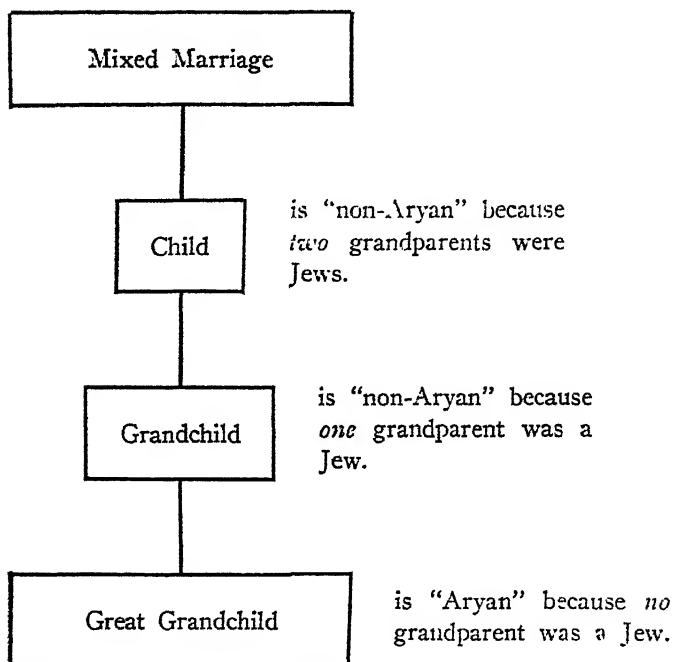 Mixed Marriage
Child
is "non-Aryan" because
two grandparents were
Jews.
Grandchild
is "non-Aryan" because
one grandparent was a
Jew.
Great Grandchild
is "Aryan" because no
grandparent was a Jew.